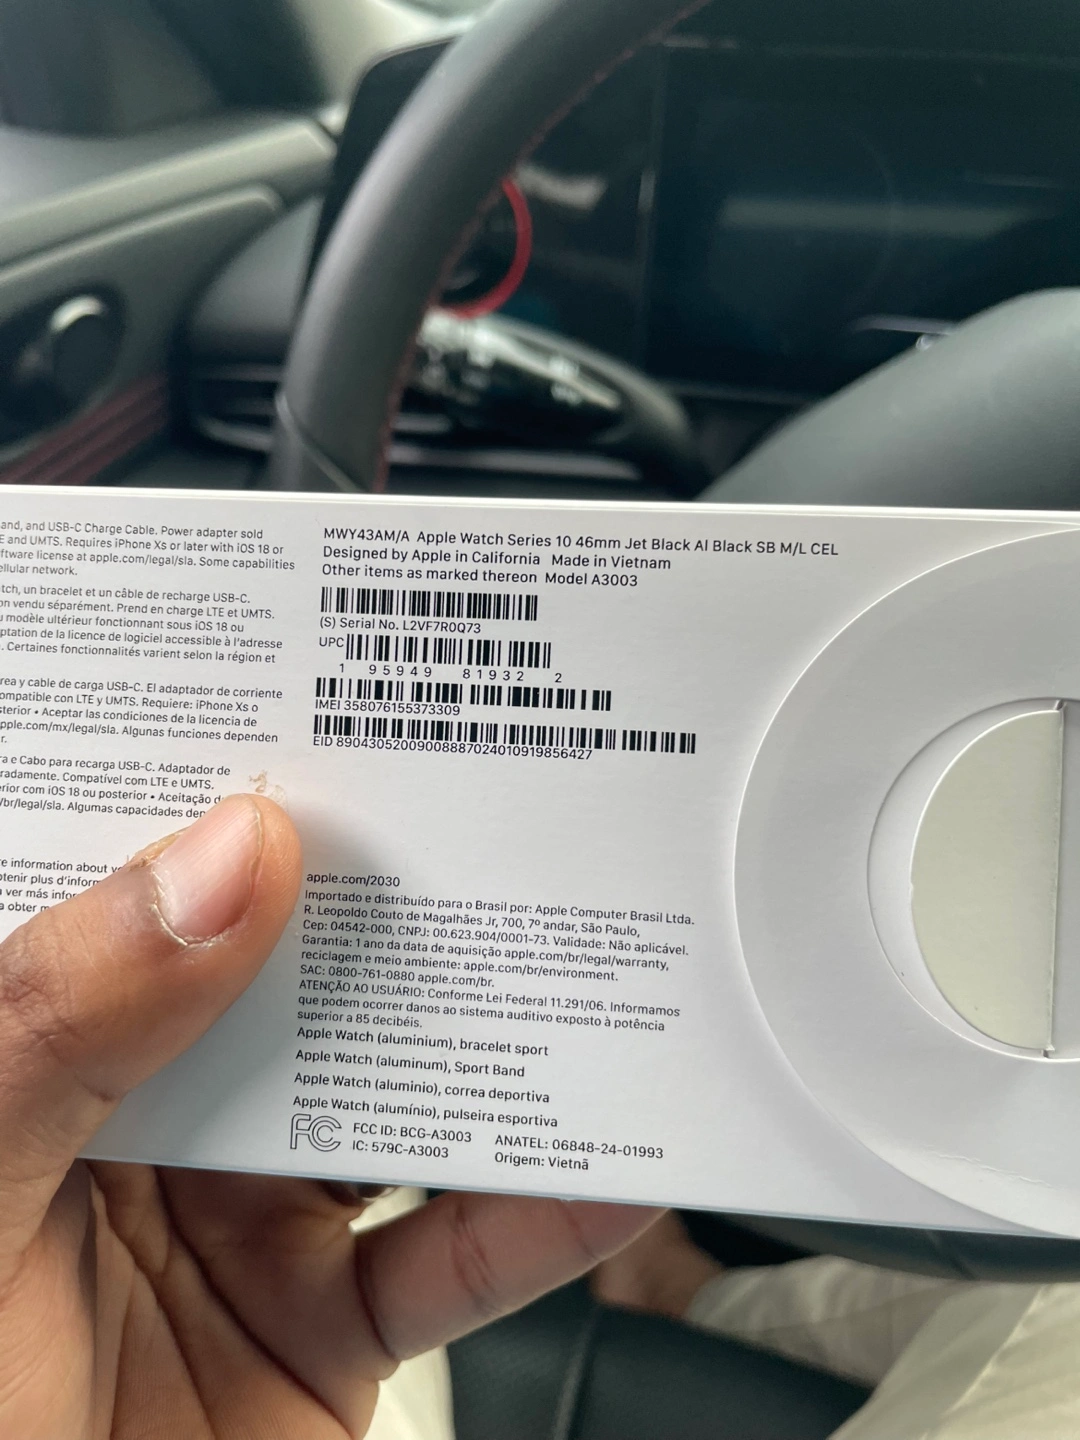 and, and USB-C Charge Cable. Power adapter sold
E and UMTS. Requires iPhone Xs or later with iOS 18 or
ftware license at apple.com/legal/sla. Some capabilities
ellular network.
tch, un bracelet et un câble de recharge USB-C.
on vendu séparément. Prend en charge LTE et UMTS.
u modèle ultérieur fonctionnant sous iOS 18 ou
ptation de la licence de logiciel accessible à l'adresse
. Certaines fonctionnalités varient selon la région et
rea y cable de carga USB-C. El adaptador de corriente
ompatible con LTE y UMTS. Requiere: iPhone Xs o
sterior • Aceptar las condiciones de la licencia de
pple.com/mx/legal/sla. Algunas funciones dependen
r.
ra e Cabo para recarga USB-C. Adaptador de
radamente. Compatível com LTE e UMTS.
erior com iOS 18 ou posterior • Aceitação d
/br/legal/sla. Algumas capacidades de
re information about
btenir plus d'inform
a ver más infor
a obter m
MWY43AM/A Apple Watch Series 10 46mm Jet Black Al Black SB M/L CEL
Designed by Apple in California Made in Vietnam
Other items as marked thereon Model A3003
(S) Serial No. L2VF7R0Q73
UPC
1 95949 81932 2
IMEI 358076155373309
EID 89043052009008887024010919856427
apple.com/2030
Importado e distribuído para o Brasil por: Apple Computer Brasil Ltda.
R. Leopoldo Couto de Magalhães Jr, 700, 7º andar, São Paulo,
Cep: 04542-000, CNPJ: 00.623.904/0001-73. Validade: Não aplicável.
Garantia: 1 ano da data de aquisição apple.com/br/legal/warranty,
reciclagem e meio ambiente: apple.com/br/environment.
SAC: 0800-761-0880 apple.com/br.
ATENÇÃO AO USUÁRIO: Conforme Lei Federal 11.291/06. Informamos
que podem ocorrer danos ao sistema auditivo exposto à potência
superior a 85 decibéis.
Apple Watch (aluminium), bracelet sport
Apple Watch (aluminum), Sport Band
Apple Watch (aluminio), correa deportiva
Apple Watch (alumínio), pulseira esportiva
FC
FCC ID: BCG-A3003
IC: 579C-A3003
ANATEL: 06848-24-01993
Origem: Vietnã